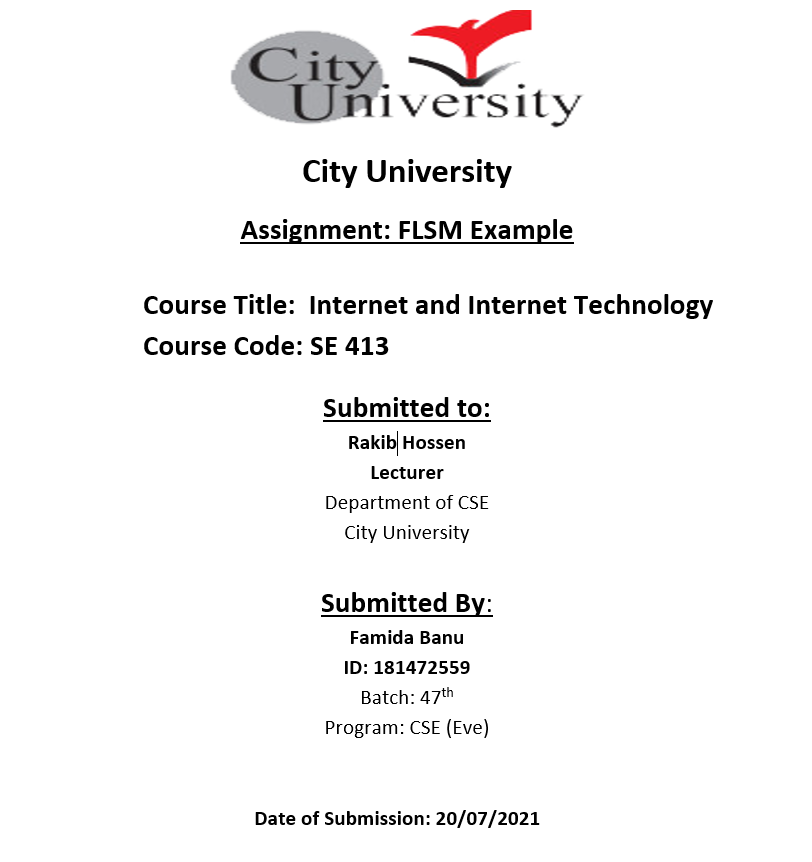 City
University
City University
Assignment: FLSM Example
Course Title:  Internet and Internet Technology
Course Code: SE 413
Submitted to:
Rakib Hossen
Lecturer
Department of CSE
City University
Submitted By:
Famida Banu
ID: 181472559
Batch: 47th
Program: CSE (Eve)
Date of Submission: 20/07/2021